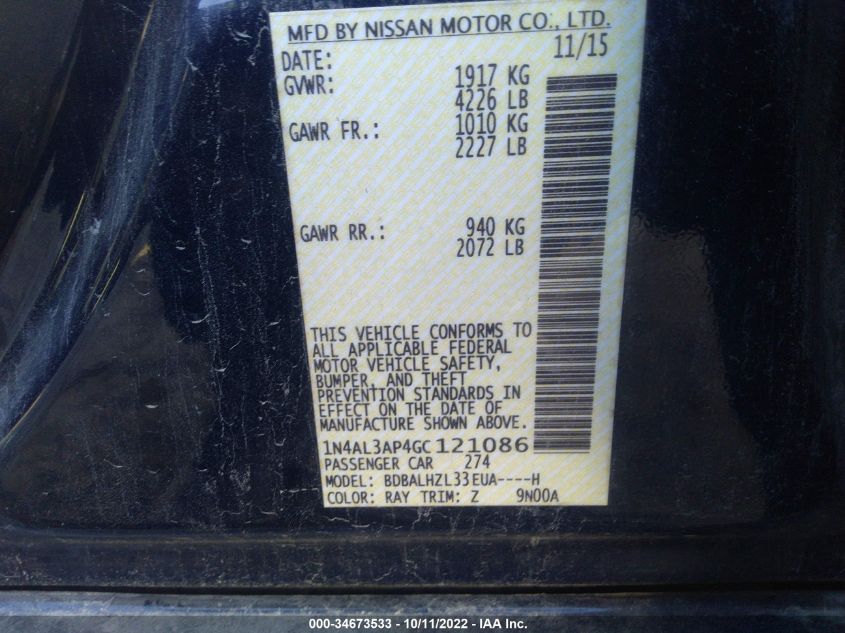 MFD BY NISSAN MOTOR CO., LTD.
DATE: 11/15
GVWR: 1917 KG
4226 LB
GAWR FR.: 1010 KG
2227 LB
GAWR RR.: 940 KG
2072 LB
THIS VEHICLE CONFORMS TO
ALL APPLICABLE FEDERAL
MOTOR VEHICLE SAFETY,
BUMPER, AND THEFT
PREVENTION STANDARDS IN
EFFECT ON THE DATE OF
MANUFACTURE SHOWN ABOVE.
1N4AL3AP4GC121086
PASSENGER CAR 274
MODEL: BDBALHZL33EUA----H
COLOR: RAY TRIM: Z 9N00A
000-34673533 - 10/11/2022 - IAA Inc.